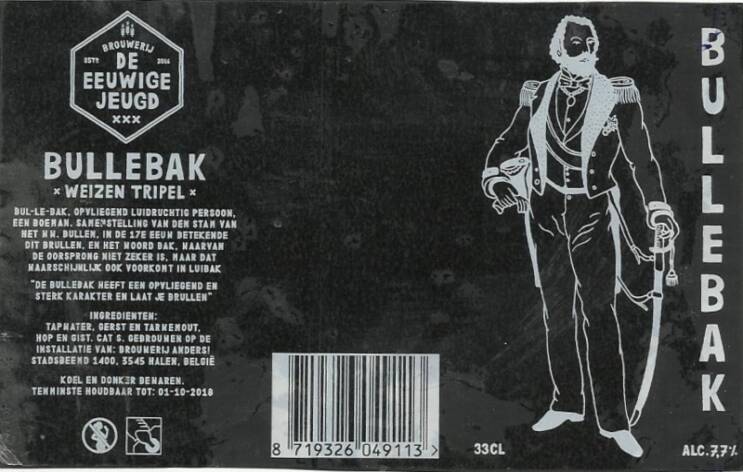 BROUWERIJ
ESTD 2014
DE
EEUWIGE
JEUGD
XXX
BULLEBAK
× WEIZEN TRIPEL ×
BUL-LE-BAK, OPVLIEGEND LUIDRUCHTIG PERSOON,
EEN BOEMAN. SAMENSTELLING VAN DEN STAM VAN
HET WW. BULLEN, IN DE 17E EEUW BETEKENDE
DIT BRULLEN, EN HET WOORD BAK, WAARVAN
DE OORSPRONG NIET ZEKER IS, MAAR DAT
WAARSCHIJNLIJK OOK VOORKOMT IN LUIBAK
"DE BULLEBAK HEEFT EEN OPVLIEGEND EN
STERK KARAKTER EN LAAT JE BRULLEN"
INGREDIENTEN:
TAPWATER, GERST EN TARWEMOUT,
HOP EN GIST. CAT S. GEBROUWEN OP DE
INSTALLATIE VAN: BROUWERIJ ANDERS!
STADSBEEMD 1400, 3545 HALEN, BELGIË
KOEL EN DONKER BEWAREN.
TENMINSTE HOUDBAAR TOT: 01-10-2018
8 719326 049113 >
33CL
BULLEBAK
ALC. 7,7%